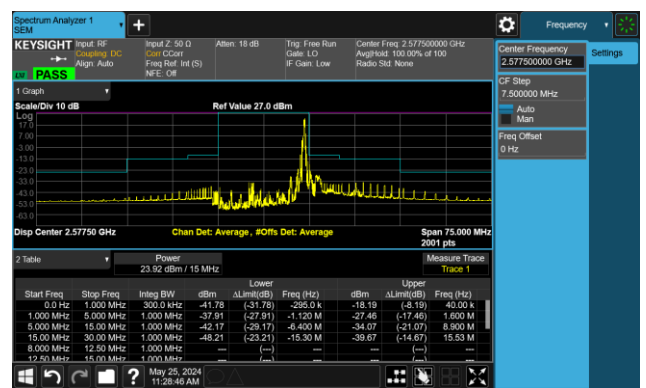 Spectrum Analyzer 1
SEM
Frequency
KEYSIGHT
Input: RF
Coupling: DC
Align: Auto
Input Z: 50 Ω
Corr CCorr
Freq Ref: Int (S)
NFE: Off
Atten: 18 dB
Trig: Free Run
Gate: LO
IF Gain: Low
Center Freq: 2.577500000 GHz
Avg|Hold: 100.00% of 100
Radio Std: None
LW PASS
Center Frequency
2.577500000 GHz
Settings
CF Step
7.500000 MHz
Auto
Man
Freq Offset
0 Hz
1 Graph
Scale/Div 10 dB
Ref Value 27.0 dBm
Log
17.0
7.00
-3.00
-13.0
-23.0
-33.0
-43.0
-53.0
-63.0
Disp Center 2.57750 GHz
Chan Det: Average , #Offs Det: Average
Span 75.000 MHz
2001 pts
2 Table
Power
23.92 dBm / 15 MHz
Measure Trace
Trace 1
Lower Upper
Start Freq Stop Freq Integ BW dBm ΔLimit(dB) Freq (Hz) dBm ΔLimit(dB) Freq (Hz)
0.0 Hz 1.000 MHz 300.0 kHz -41.78 (-31.78) -295.0 k -18.19 (-8.19) 40.00 k
1.000 MHz 5.000 MHz 1.000 MHz -37.91 (-27.91) -1.120 M -27.46 (-17.46) 1.600 M
5.000 MHz 15.00 MHz 1.000 MHz -42.17 (-29.17) -6.400 M -34.07 (-21.07) 8.900 M
15.00 MHz 30.00 MHz 1.000 MHz -48.21 (-23.21) -15.30 M -39.67 (-14.67) 15.53 M
8.000 MHz 12.50 MHz 1.000 MHz --- (---) --- --- (---) ---
12.50 MHz 15.00 MHz 1.000 MHz --- (---) --- --- (---) ---
?
May 25, 2024
11:28:46 AM